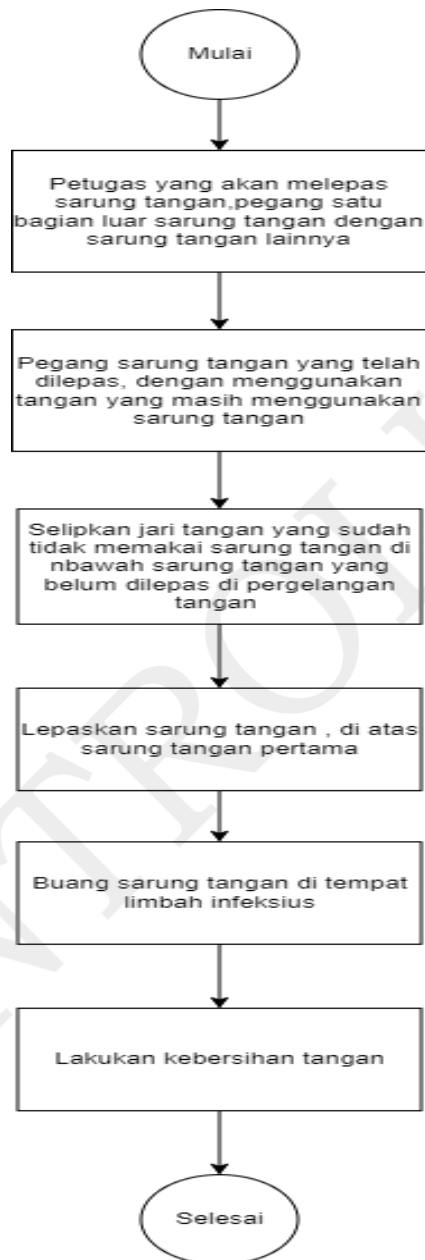 Mulai
Petugas yang akan melepas
sarung tangan,pegang satu
bagian luar sarung tangan dengan
sarung tangan lainnya
Pegang sarung tangan yang telah
dilepas, dengan menggunakan
tangan yang masih menggunakan
sarung tangan
Selipkan jari tangan yang sudah
tidak memakai sarung tangan di
nbawah sarung tangan yang
belum dilepas di pergelangan
tangan
Lepaskan sarung tangan , di atas
sarung tangan pertama
Buang sarung tangan di tempat
limbah infeksius
Lakukan kebersihan tangan
Selesai